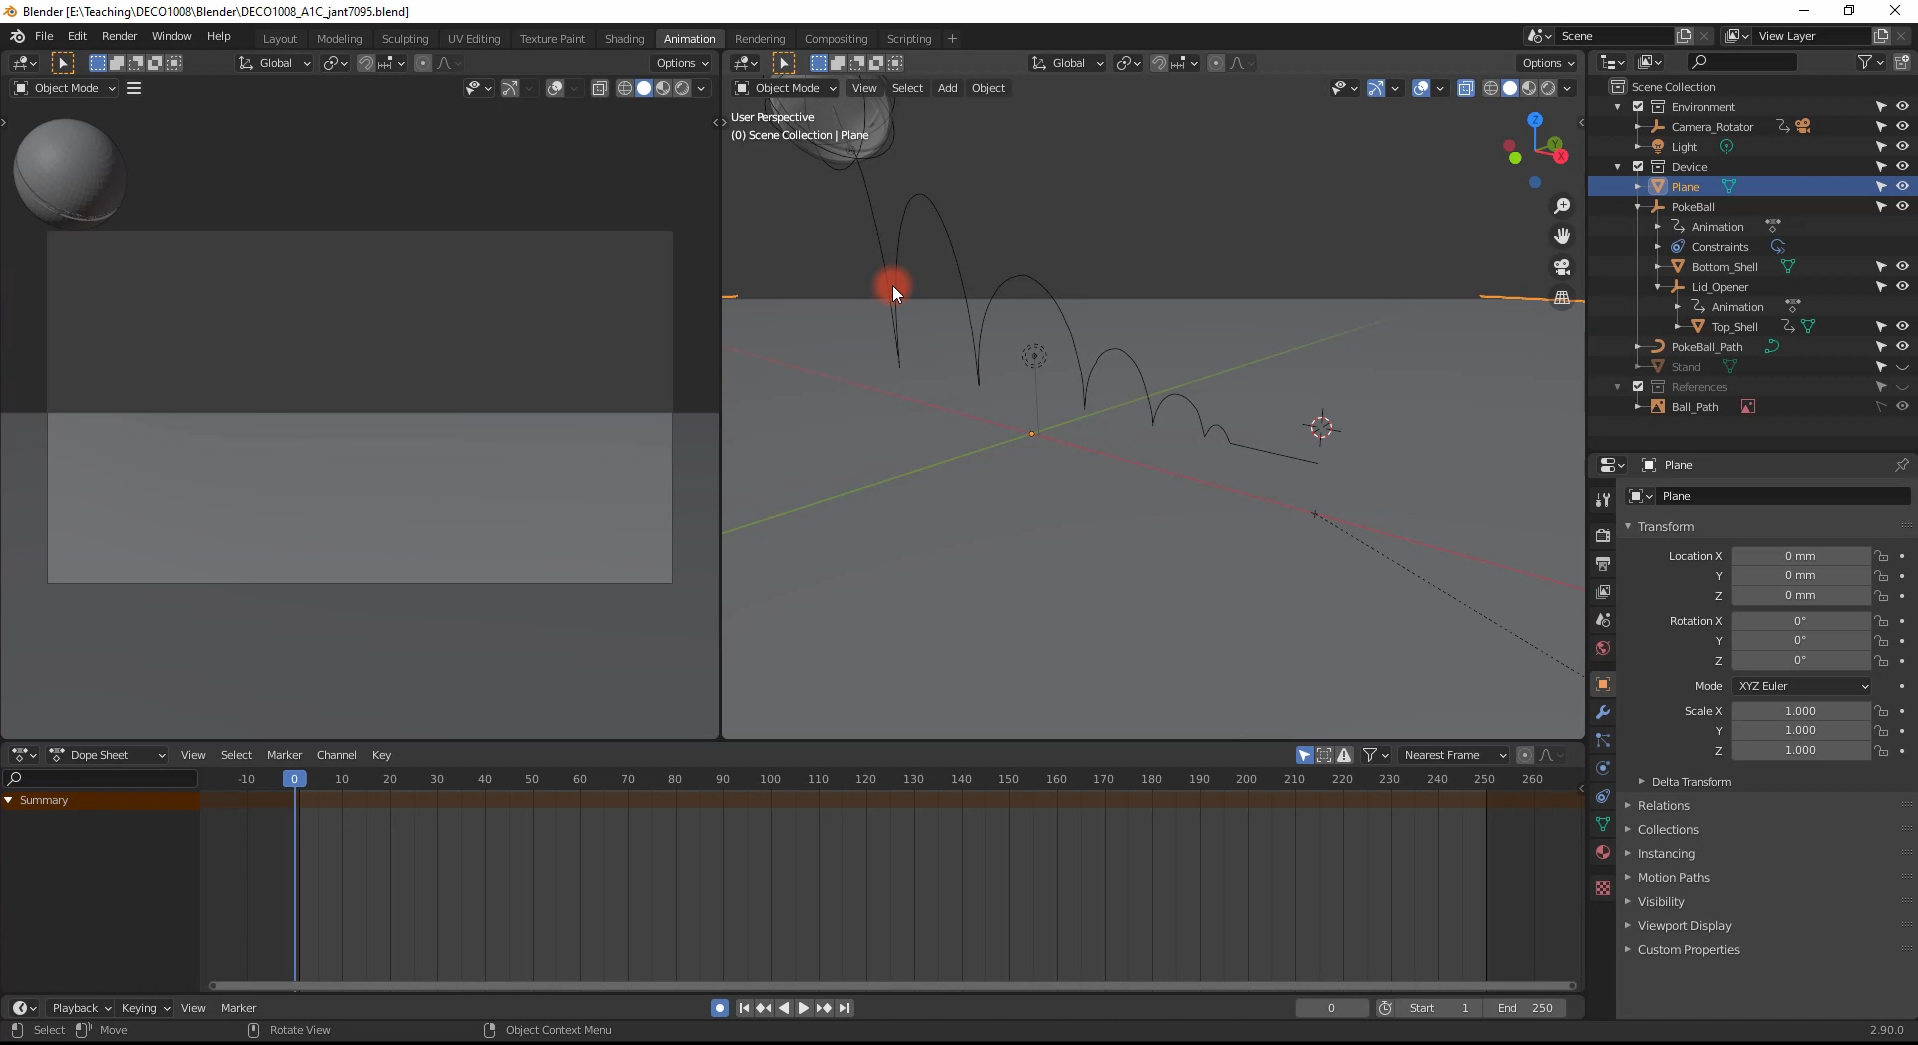 Blender [E:\Teaching\DECO1008\Blender\DECO1008_A1C_jant7095.blend]
File Edit Render Window Help Layout Modeling Sculpting UV Editing Texture Paint Shading Animation Rendering Compositing Scripting + Scene View Layer
Global Options Global Options
Object Mode Object Mode View Select Add Object
User Perspective
(0) Scene Collection | Plane
Z
Y
X
Scene Collection
Environment
Camera_Rotator
Light
Device
Plane
PokeBall
Animation
Constraints
Bottom_Shell
Lid_Opener
Animation
Top_Shell
PokeBall_Path
Stand
References
Ball_Path
Plane
Plane
Transform
Location X 0 mm
Y 0 mm
Z 0 mm
Rotation X 0°
Y 0°
Z 0°
Mode XYZ Euler
Scale X 1.000
Y 1.000
Z 1.000
Delta Transform
Relations
Collections
Instancing
Motion Paths
Visibility
Viewport Display
Custom Properties
Dope Sheet View Select Marker Channel Key Nearest Frame
-10 0 10 20 30 40 50 60 70 80 90 100 110 120 130 140 150 160 170 180 190 200 210 220 230 240 250 260
Summary
Playback Keying View Marker 0 Start 1 End 250
Select Move Rotate View Object Context Menu 2.90.0